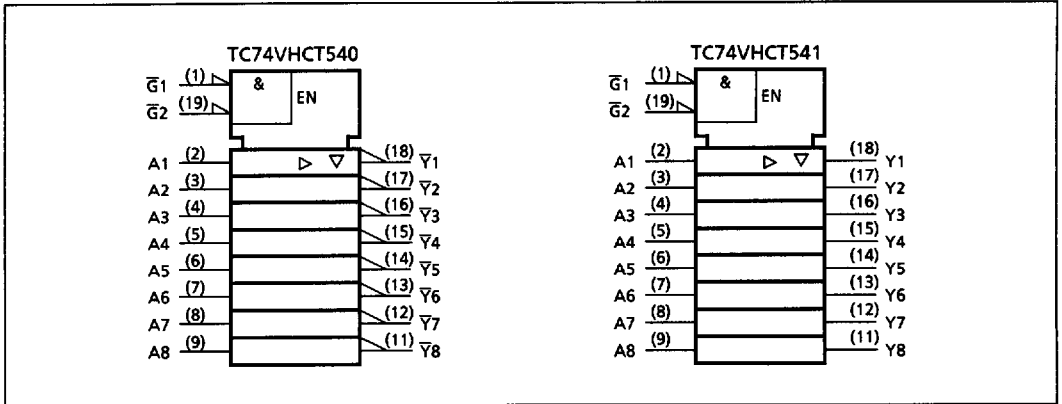 TC74VHCT540
G̅1 (1) & EN
G̅2 (19)
A1 (2) (18) Y̅1
A2 (3) (17) Y̅2
A3 (4) (16) Y̅3
A4 (5) (15) Y̅4
A5 (6) (14) Y̅5
A6 (7) (13) Y̅6
A7 (8) (12) Y̅7
A8 (9) (11) Y̅8
TC74VHCT541
G̅1 (1) & EN
G̅2 (19)
A1 (2) (18) Y1
A2 (3) (17) Y2
A3 (4) (16) Y3
A4 (5) (15) Y4
A5 (6) (14) Y5
A6 (7) (13) Y6
A7 (8) (12) Y7
A8 (9) (11) Y8